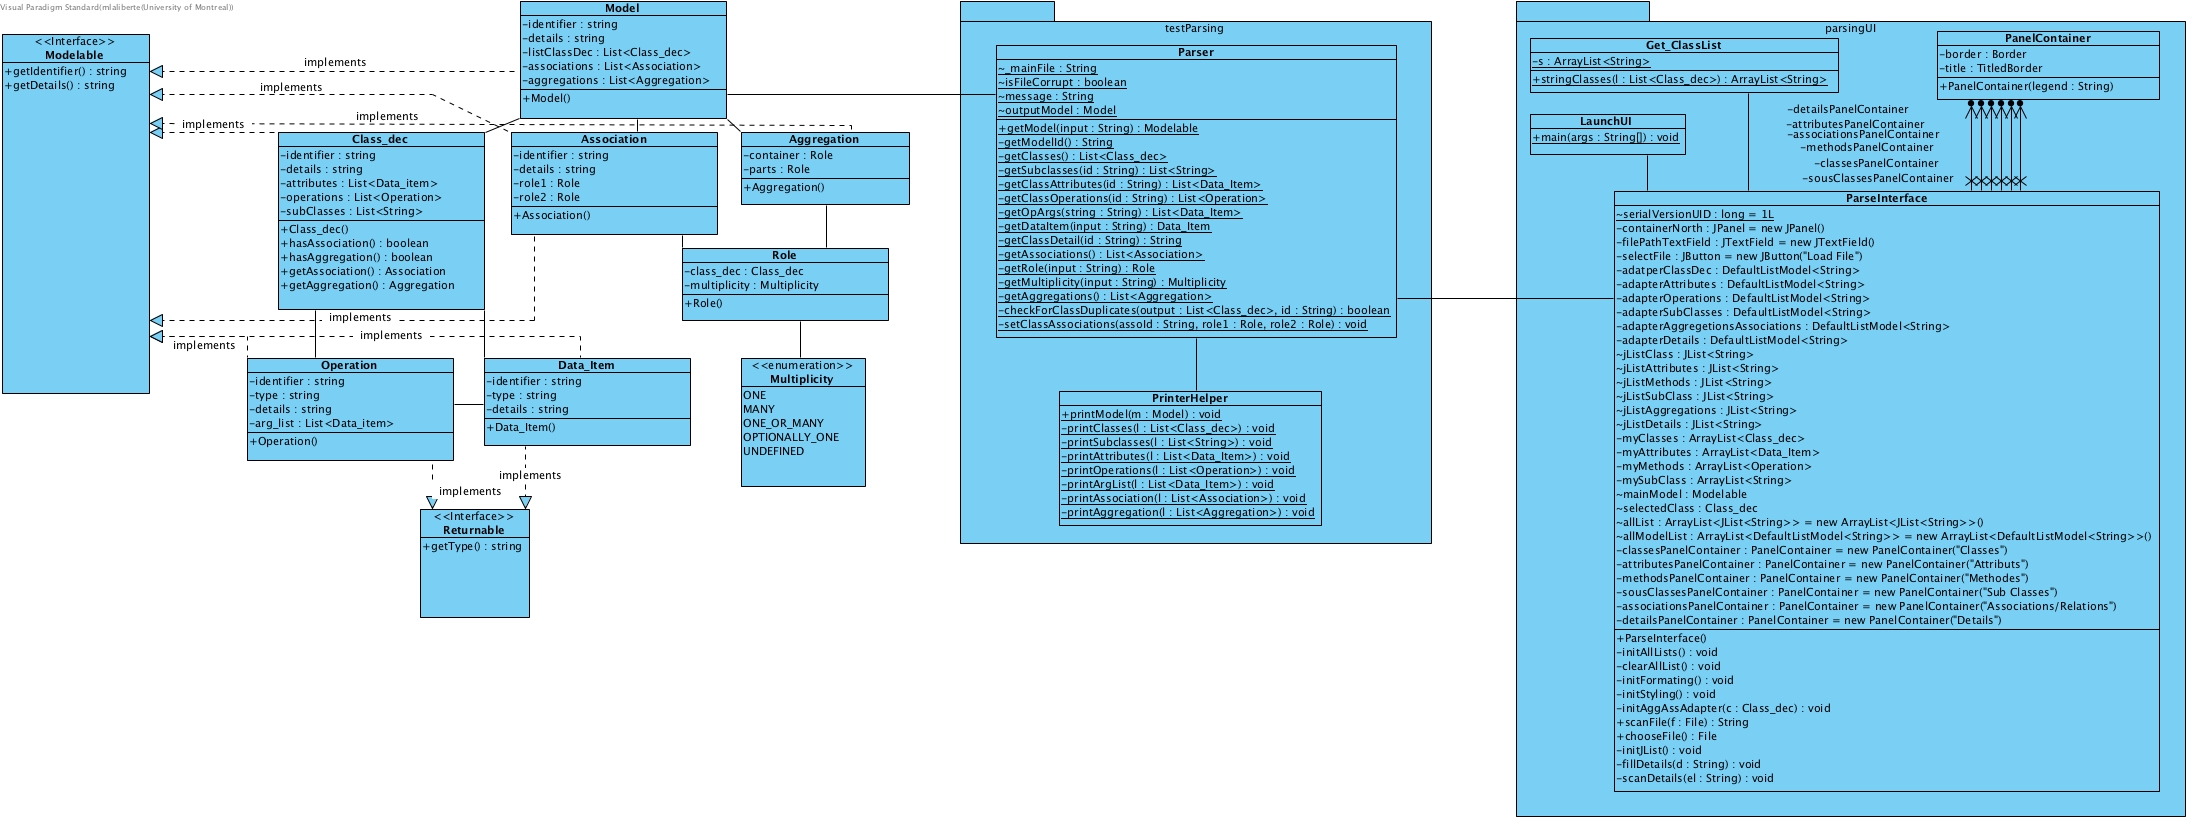 Visual Paradigm Standard(mlaliberte(University of Montreal))
<<Interface>>
Modelable
+getIdentifier() : string
+getDetails() : string
implements
implements
implements
implements
implements
implements
implements
Model
-identifier : string
-details : string
-listClassDec : List<Class_dec>
-associations : List<Association>
-aggregations : List<Aggregation>
+Model()
Class_dec
-identifier : string
-details : string
-attributes : List<Data_item>
-operations : List<Operation>
-subClasses : List<String>
+Class_dec()
+hasAssociation() : boolean
+hasAggregation() : boolean
+getAssociation() : Association
+getAggregation() : Aggregation
Association
-identifier : string
-details : string
-role1 : Role
-role2 : Role
+Association()
Aggregation
-container : Role
-parts : Role
+Aggregation()
Role
-class_dec : Class_dec
-multiplicity : Multiplicity
+Role()
Operation
-identifier : string
-type : string
-details : string
-arg_list : List<Data_item>
+Operation()
Data_Item
-identifier : string
-type : string
-details : string
+Data_Item()
<<enumeration>>
Multiplicity
ONE
MANY
ONE_OR_MANY
OPTIONALLY_ONE
UNDEFINED
implements
implements
<<Interface>>
Returnable
+getType() : string
testParsing
Parser
~_mainFile : String
~isFileCorrupt : boolean
~message : String
~outputModel : Model
+getModel(input : String) : Modelable
-getModelId() : String
-getClasses() : List<Class_dec>
-getSubclasses(id : String) : List<String>
-getClassAttributes(id : String) : List<Data_Item>
-getClassOperations(id : String) : List<Operation>
-getOpArgs(string : String) : List<Data_Item>
-getDataItem(input : String) : Data_Item
-getClassDetail(id : String) : String
-getAssociations() : List<Association>
-getRole(input : String) : Role
-getMultiplicity(input : String) : Multiplicity
-getAggregations() : List<Aggregation>
-checkForClassDuplicates(output : List<Class_dec>, id : String) : boolean
-setClassAssociations(assoId : String, role1 : Role, role2 : Role) : void
PrinterHelper
+printModel(m : Model) : void
-printClasses(l : List<Class_dec>) : void
-printSubclasses(l : List<String>) : void
-printAttributes(l : List<Data_Item>) : void
-printOperations(l : List<Operation>) : void
-printArgList(l : List<Data_Item>) : void
-printAssociation(l : List<Association>) : void
-printAggregation(l : List<Aggregation>) : void
parsingUI
Get_ClassList
-s : ArrayList<String>
+stringClasses(l : List<Class_dec>) : ArrayList<String>
PanelContainer
-border : Border
-title : TitledBorder
+PanelContainer(legend : String)
LaunchUI
+main(args : String[]) : void
-detailsPanelContainer
-attributesPanelContainer
-associationsPanelContainer
-methodsPanelContainer
-classesPanelContainer
-sousClassesPanelContainer
ParseInterface
~serialVersionUID : long = 1L
-containerNorth : JPanel = new JPanel()
-filePathTextField : JTextField = new JTextField()
-selectFile : JButton = new JButton("Load File")
-adatperClassDec : DefaultListModel<String>
-adapterAttributes : DefaultListModel<String>
-adapterOperations : DefaultListModel<String>
-adapterSubClasses : DefaultListModel<String>
-adapterAggregetionsAssociations : DefaultListModel<String>
-adapterDetails : DefaultListModel<String>
~jListClass : JList<String>
~jListAttributes : JList<String>
~jListMethods : JList<String>
~jListSubClass : JList<String>
~jListAggregations : JList<String>
~jListDetails : JList<String>
-myClasses : ArrayList<Class_dec>
-myAttributes : ArrayList<Data_Item>
-myMethods : ArrayList<Operation>
-mySubClass : ArrayList<String>
~mainModel : Modelable
~selectedClass : Class_dec
~allList : ArrayList<JList<String>> = new ArrayList<JList<String>>()
~allModelList : ArrayList<DefaultListModel<String>> = new ArrayList<DefaultListModel<String>>()
-classesPanelContainer : PanelContainer = new PanelContainer("Classes")
-attributesPanelContainer : PanelContainer = new PanelContainer("Attributs")
-methodsPanelContainer : PanelContainer = new PanelContainer("Methodes")
-sousClassesPanelContainer : PanelContainer = new PanelContainer("Sub Classes")
-associationsPanelContainer : PanelContainer = new PanelContainer("Associations/Relations")
-detailsPanelContainer : PanelContainer = new PanelContainer("Details")
+ParseInterface()
-initAllLists() : void
-clearAllList() : void
-initFormating() : void
-initStyling() : void
-initAggAssAdapter(c : Class_dec) : void
+scanFile(f : File) : String
+chooseFile() : File
-initJList() : void
-fillDetails(d : String) : void
-scanDetails(el : String) : void